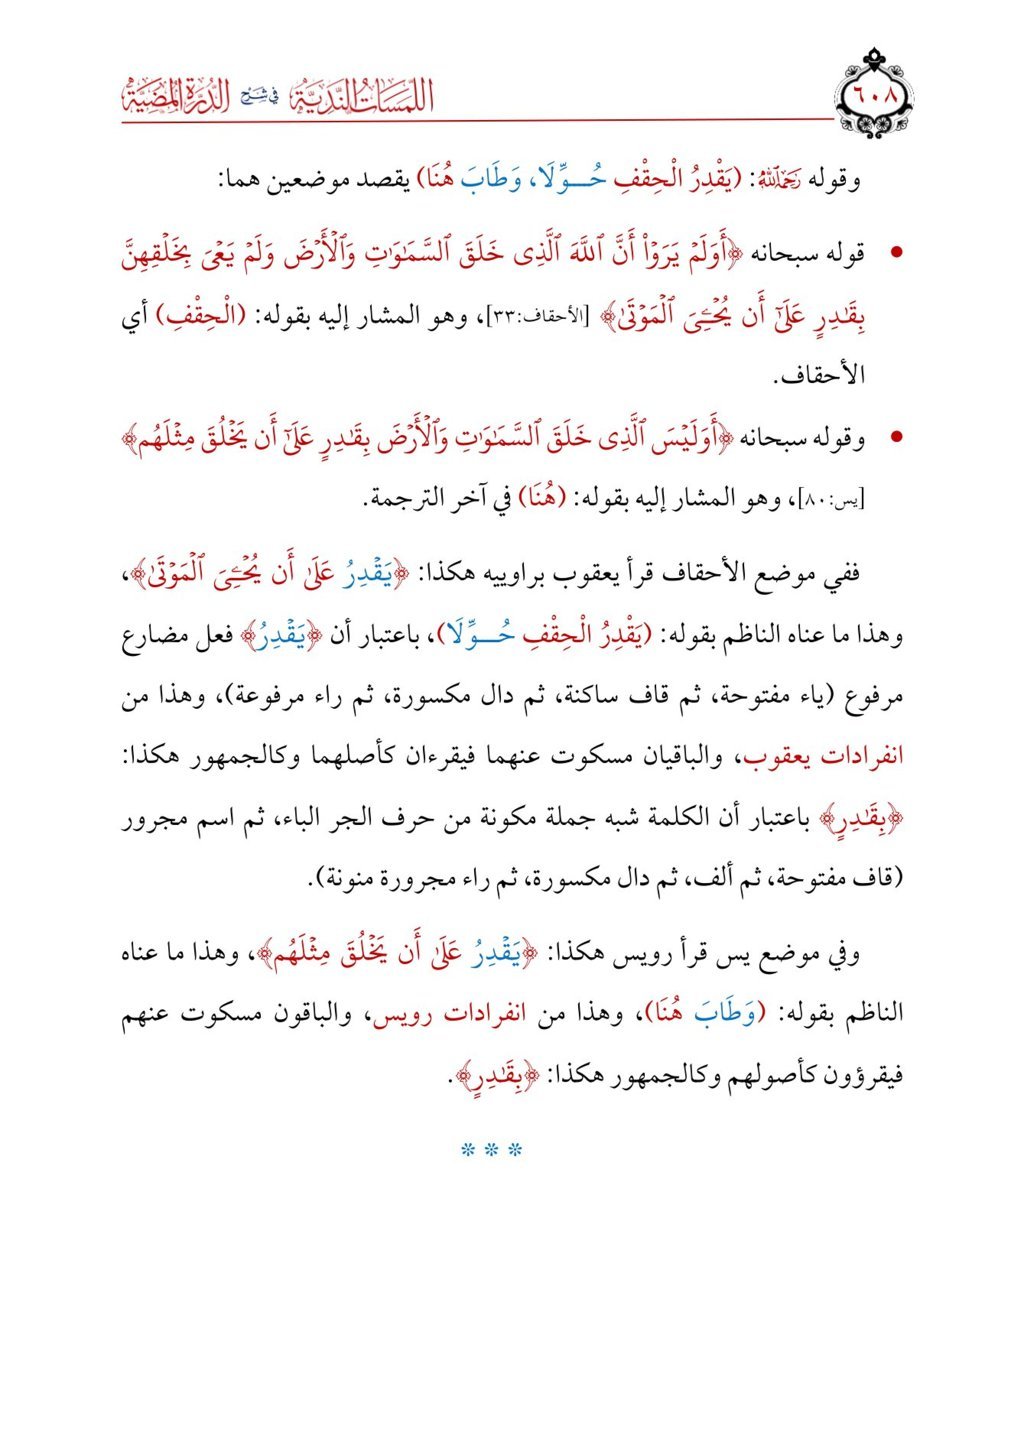 ٦٠٨
اللمسات الندية في شرح الدرة المضية
وقوله رَحِمَهُ ٱللَّهُ: (يَقْدِرُ الْحِقْفِ حُـــوِّلَا، وَطَابَ هُنَا) يقصد موضعين هما:
• قوله سبحانه ﴿أَوَلَمۡ يَرَوۡاْ أَنَّ ٱللَّهَ ٱلَّذِى خَلَقَ ٱلسَّمَٰوَٰتِ وَٱلۡأَرۡضَ وَلَمۡ يَعۡىَ بِخَلۡقِهِنَّ
بِقَٰدِرٍ عَلَىٰٓ أَن يُحۡـِۧىَ ٱلۡمَوۡتَىٰ﴾ [الأحقاف:٣٣]، وهو المشار إليه بقوله: (الْحِقْفِ) أي
الأحقاف.
• وقوله سبحانه ﴿أَوَلَيۡسَ ٱلَّذِى خَلَقَ ٱلسَّمَٰوَٰتِ وَٱلۡأَرۡضَ بِقَٰدِرٍ عَلَىٰٓ أَن يَخۡلُقَ مِثۡلَهُم﴾
[يس:٨٠]، وهو المشار إليه بقوله: (هُنَا) في آخر الترجمة.
ففي موضع الأحقاف قرأ يعقوب براوييه هكذا: ﴿يَقۡدِرُ عَلَىٰ أَن يُحۡـِۧىَ ٱلۡمَوۡتَىٰ﴾،
وهذا ما عناه الناظم بقوله: (يَقْدِرُ الْحِقْفِ حُـــوِّلَا)، باعتبار أن ﴿يَقۡدِرُ﴾ فعل مضارع
مرفوع (ياء مفتوحة، ثم قاف ساكنة، ثم دال مكسورة، ثم راء مرفوعة)، وهذا من
انفرادات يعقوب، والباقيان مسكوت عنهما فيقرءان كأصلهما وكالجمهور هكذا:
﴿بِقَٰدِرٍ﴾ باعتبار أن الكلمة شبه جملة مكونة من حرف الجر الباء، ثم اسم مجرور
(قاف مفتوحة، ثم ألف، ثم دال مكسورة، ثم راء مجرورة منونة).
وفي موضع يس قرأ رويس هكذا: ﴿يَقۡدِرُ عَلَىٰ أَن يَخۡلُقَ مِثۡلَهُم﴾، وهذا ما عناه
الناظم بقوله: (وَطَابَ هُنَا)، وهذا من انفرادات رويس، والباقون مسكوت عنهم
فيقرؤون كأصولهم وكالجمهور هكذا: ﴿بِقَٰدِرٍ﴾.
* * *